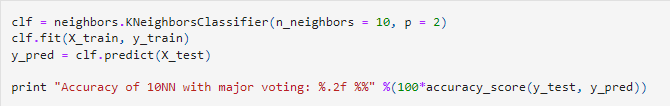 clf = neighbors.KNeighborsClassifier(n_neighbors = 10, p = 2)
clf.fit(X_train, y_train)
y_pred = clf.predict(X_test)
print "Accuracy of 10NN with major voting: %.2f %%" %(100*accuracy_score(y_test, y_pred))